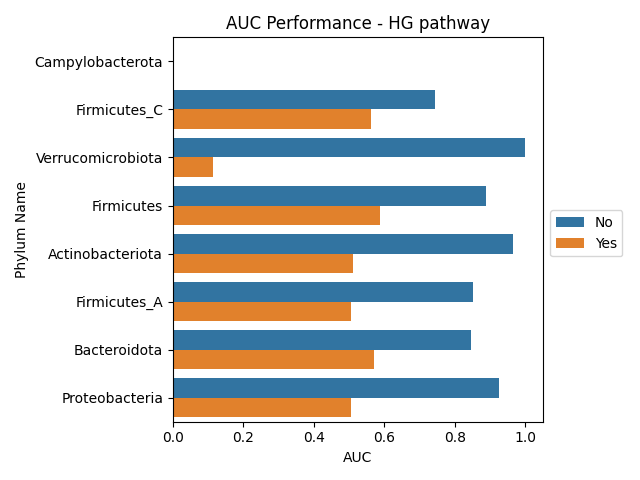 AUC Performance - HG pathway
Phylum Name
Campylobacterota
Firmicutes_C
Verrucomicrobiota
Firmicutes
Actinobacteriota
Firmicutes_A
Bacteroidota
Proteobacteria
No
Yes
0.0 0.2 0.4 0.6 0.8 1.0
AUC